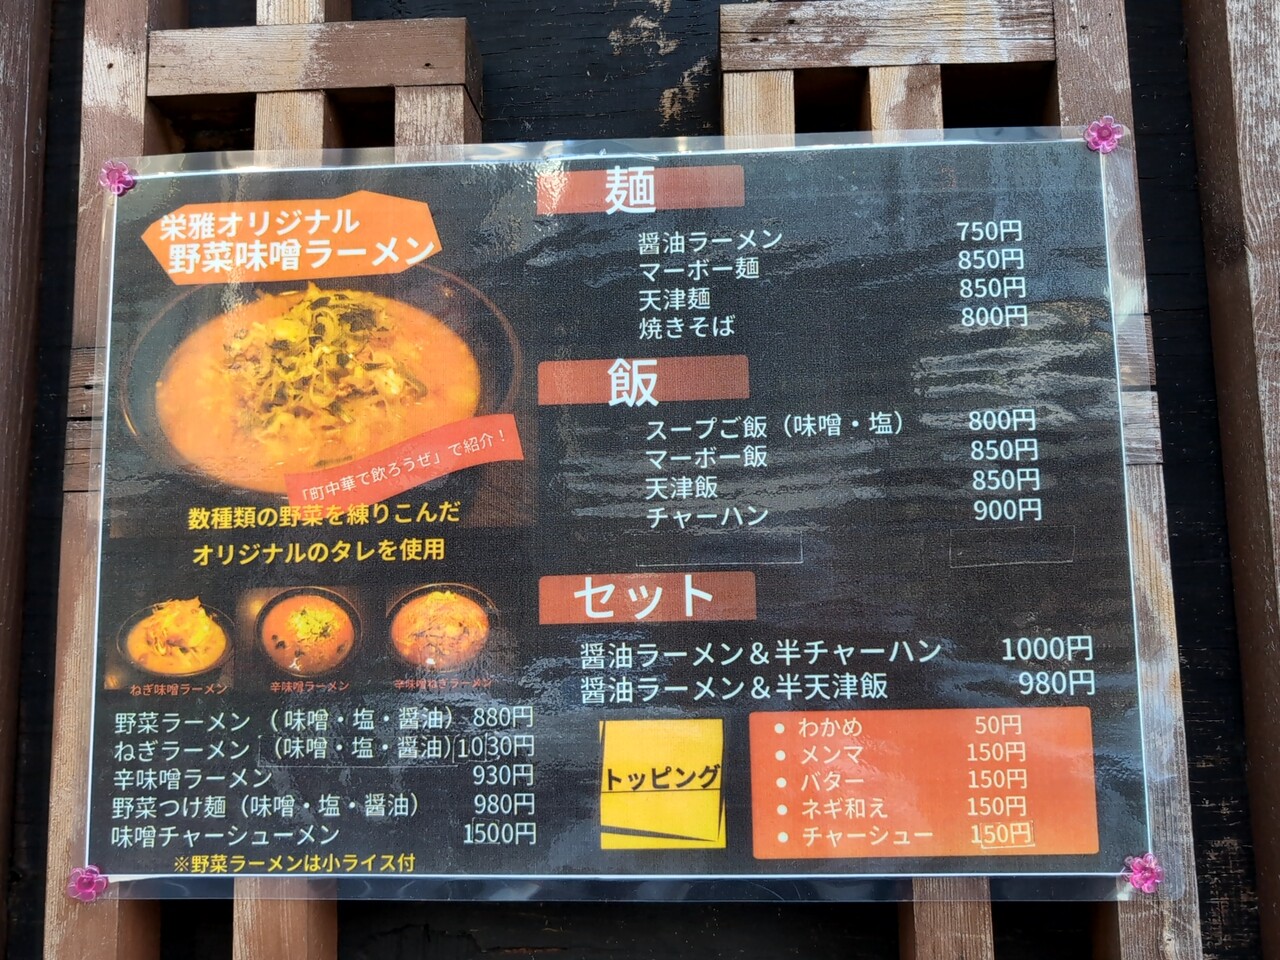 栄雅オリジナル
野菜味噌ラーメン
「町中華で飲ろうぜ」で紹介！
数種類の野菜を練りこんだ
オリジナルのタレを使用
ねぎ味噌ラーメン
辛味噌ラーメン
辛味噌ねぎラーメン
野菜ラーメン（味噌・塩・醤油） 880円
ねぎラーメン（味噌・塩・醤油） 1030円
辛味噌ラーメン 930円
野菜つけ麺（味噌・塩・醤油） 980円
味噌チャーシューメン 1500円
※野菜ラーメンは小ライス付
麺
醤油ラーメン 750円
マーボー麺 850円
天津麺 850円
焼きそば 800円
飯
スープご飯（味噌・塩） 800円
マーボー飯 850円
天津飯 850円
チャーハン 900円
セット
醤油ラーメン＆半チャーハン 1000円
醤油ラーメン＆半天津飯 980円
トッピング
● わかめ 50円
● メンマ 150円
● バター 150円
● ネギ和え 150円
● チャーシュー 150円